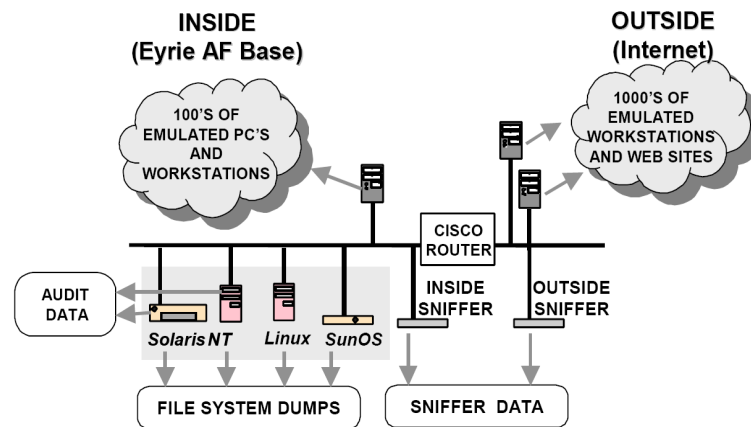 INSIDE
(Eyrie AF Base)
OUTSIDE
(Internet)
100'S OF
EMULATED PC'S
AND
WORKSTATIONS
1000'S OF
EMULATED
WORKSTATIONS
AND WEB SITES
CISCO
ROUTER
AUDIT
DATA
INSIDE
SNIFFER
OUTSIDE
SNIFFER
Solaris NT Linux SunOS
FILE SYSTEM DUMPS
SNIFFER DATA